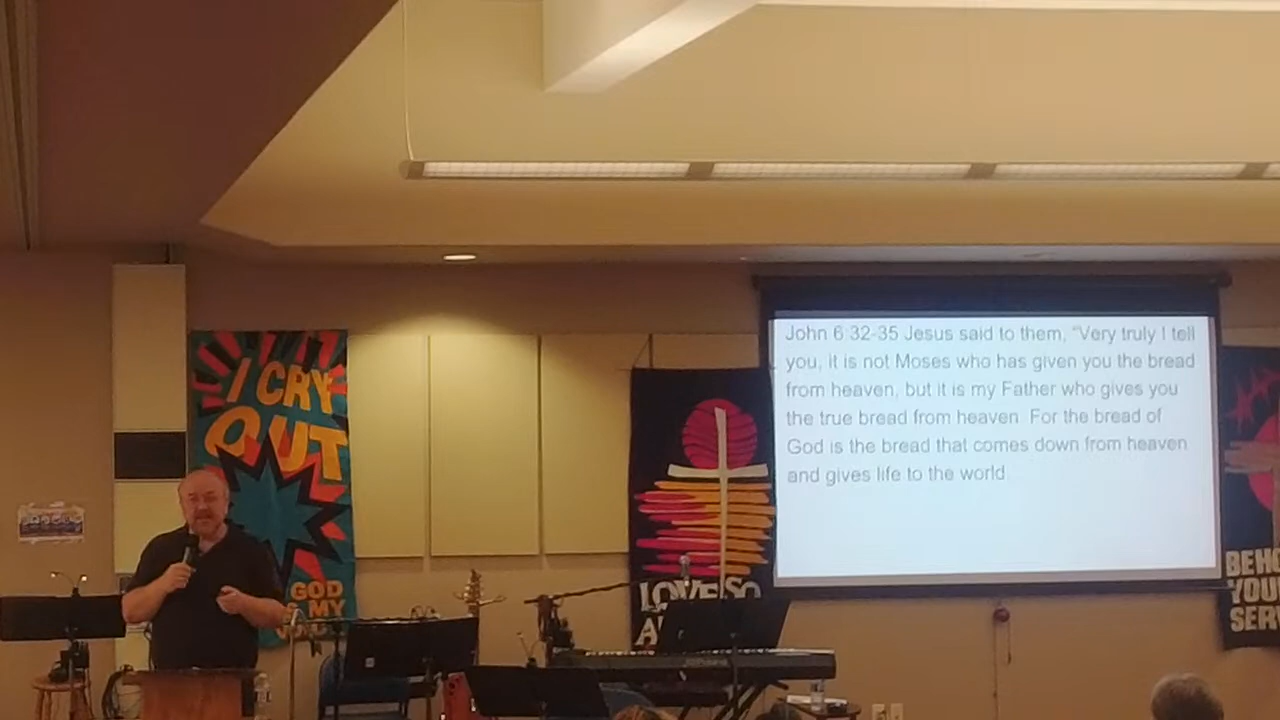 I CRY
OUT
GOD
MY
LOVE SO
John 6 32-35 Jesus said to them, "Very truly I tell
you, it is not Moses who has given you the bread
from heaven, but it is my Father who gives you
the true bread from heaven For the bread of
God is the bread that comes down from heaven
and gives life to the world.
BEHO
YOUR
SER